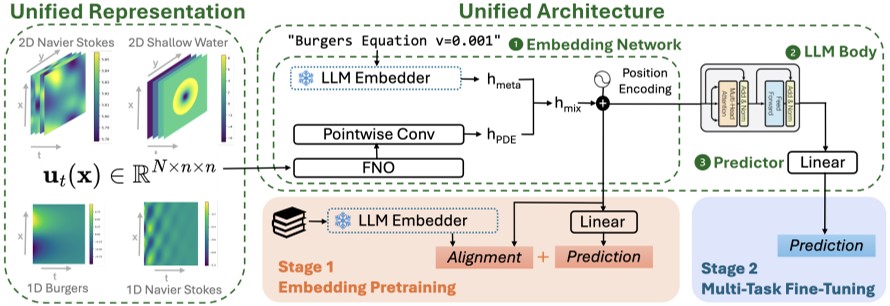 Unified Representation
2D Navier Stokes
2D Shallow Water
y
x
t
y
x
t
u_t(x) ∈ ℝ^{N×n×n}
x
t
1D Burgers
x
t
1D Navier Stokes
Unified Architecture
"Burgers Equation v=0.001"
1 Embedding Network
LLM Embedder
h_meta
Pointwise Conv
h_PDE
FNO
h_mix
Position
Encoding
+
2 LLM Body
Multi-Head
Attention
Add & Norm
Feed
Forward
Add & Norm
3 Predictor
Linear
LLM Embedder
Linear
Alignment + Prediction
Stage 1
Embedding Pretraining
Prediction
Stage 2
Multi-Task Fine-Tuning